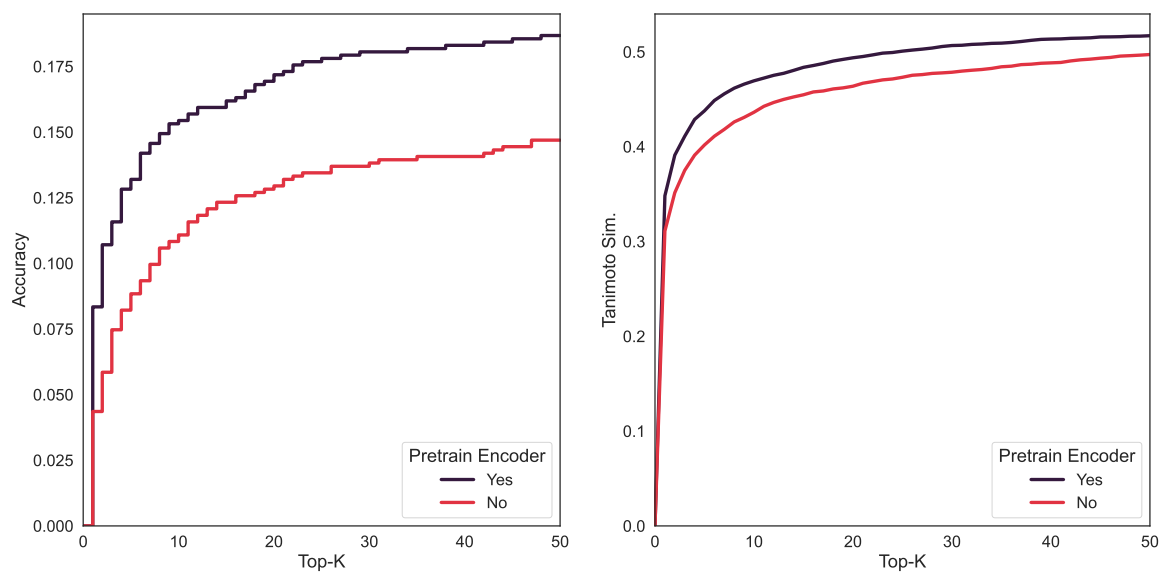 Accuracy
0.175
0.150
0.125
0.100
0.075
0.050
0.025
0.000
0 10 20 30 40 50
Top-K
Pretrain Encoder
Yes
No
Tanimoto Sim.
0.5
0.4
0.3
0.2
0.1
0.0
0 10 20 30 40 50
Top-K
Pretrain Encoder
Yes
No